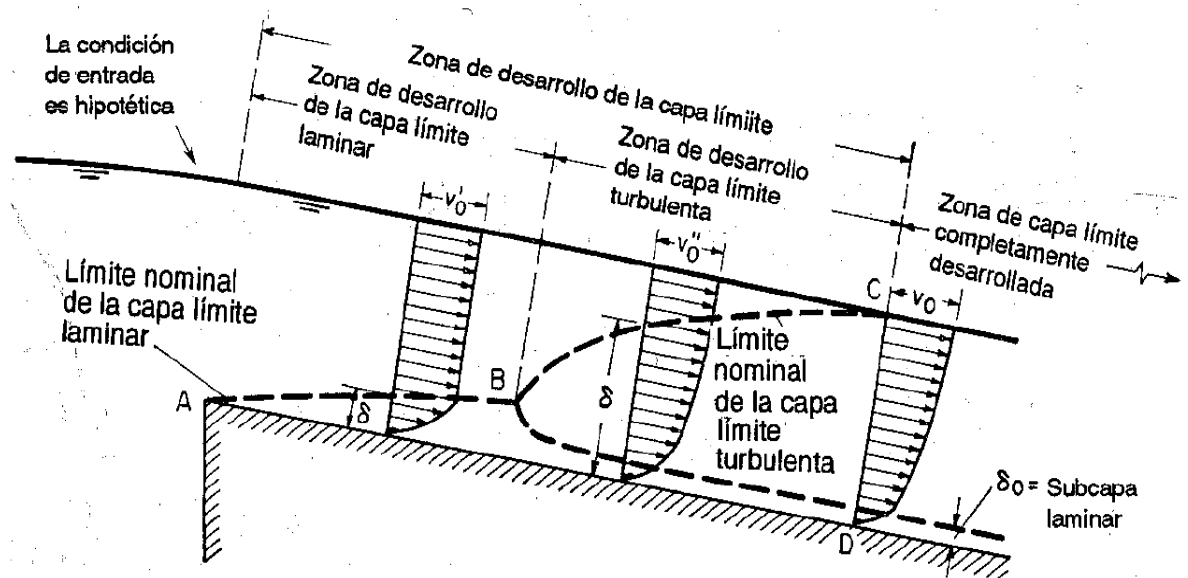 La condición
de entrada
es hipotética
Zona de desarrollo de la capa límiite
Zona de desarrollo
de la capa límite
laminar
Zona de desarrollo
de la capa límite
turbulenta
Zona de capa límite
completamente
desarrollada
v'0
v''0
v0
Límite nominal
de la capa límite
laminar
A
B
C
D
δ
δ
Límite
nominal
de la capa
límite
turbulenta
δ0 = Subcapa
laminar